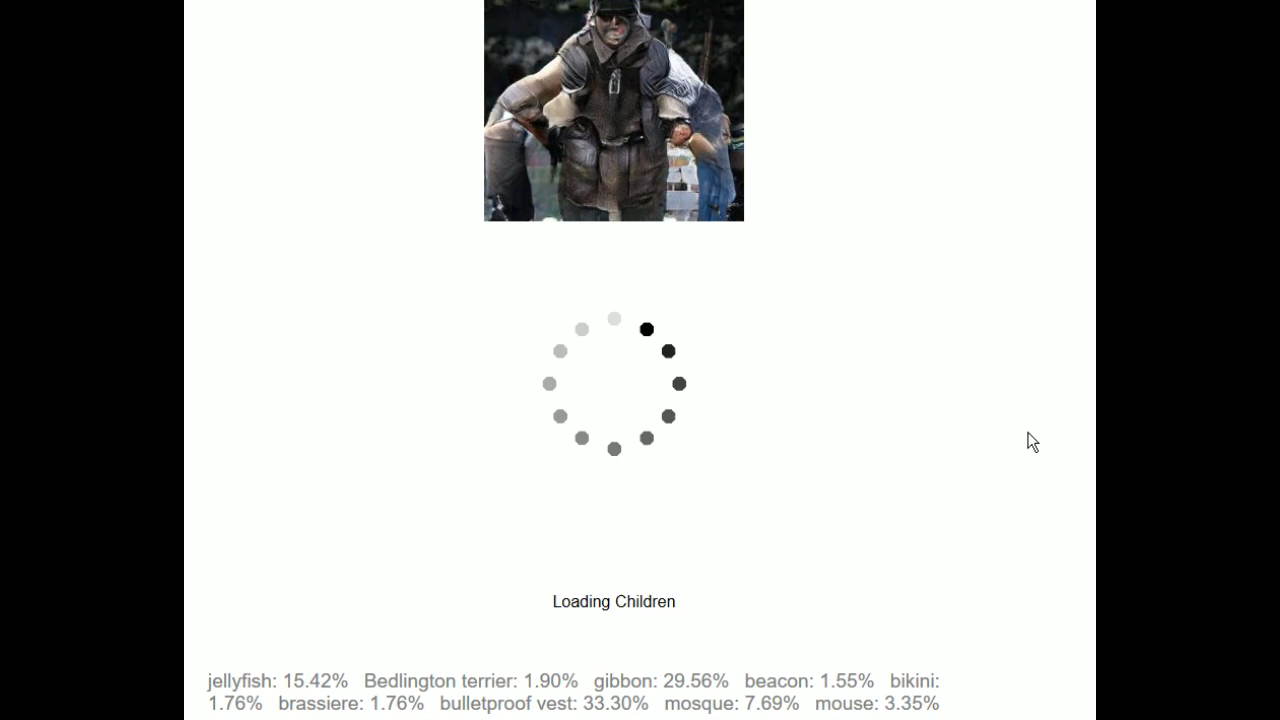 Loading Children
jellyfish: 15.42% Bedlington terrier: 1.90% gibbon: 29.56% beacon: 1.55% bikini:
1.76% brassiere: 1.76% bulletproof vest: 33.30% mosque: 7.69% mouse: 3.35%